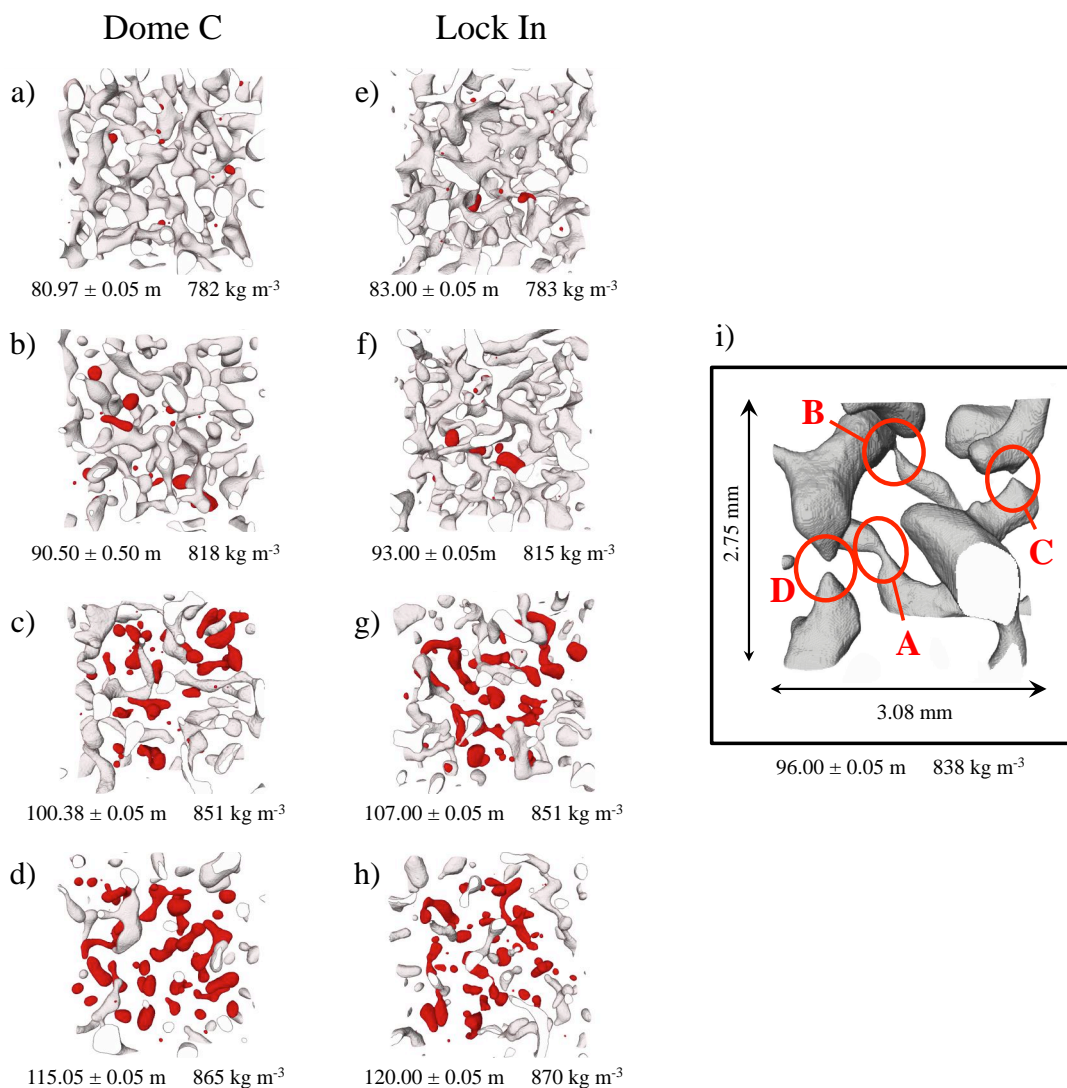 Dome C
Lock In
a)
80.97 ± 0.05 m 782 kg m⁻³
e)
83.00 ± 0.05 m 783 kg m⁻³
b)
90.50 ± 0.50 m 818 kg m⁻³
f)
93.00 ± 0.05m 815 kg m⁻³
c)
100.38 ± 0.05 m 851 kg m⁻³
g)
107.00 ± 0.05 m 851 kg m⁻³
d)
115.05 ± 0.05 m 865 kg m⁻³
h)
120.00 ± 0.05 m 870 kg m⁻³
i)
B
C
D
A
2.75 mm
3.08 mm
96.00 ± 0.05 m 838 kg m⁻³